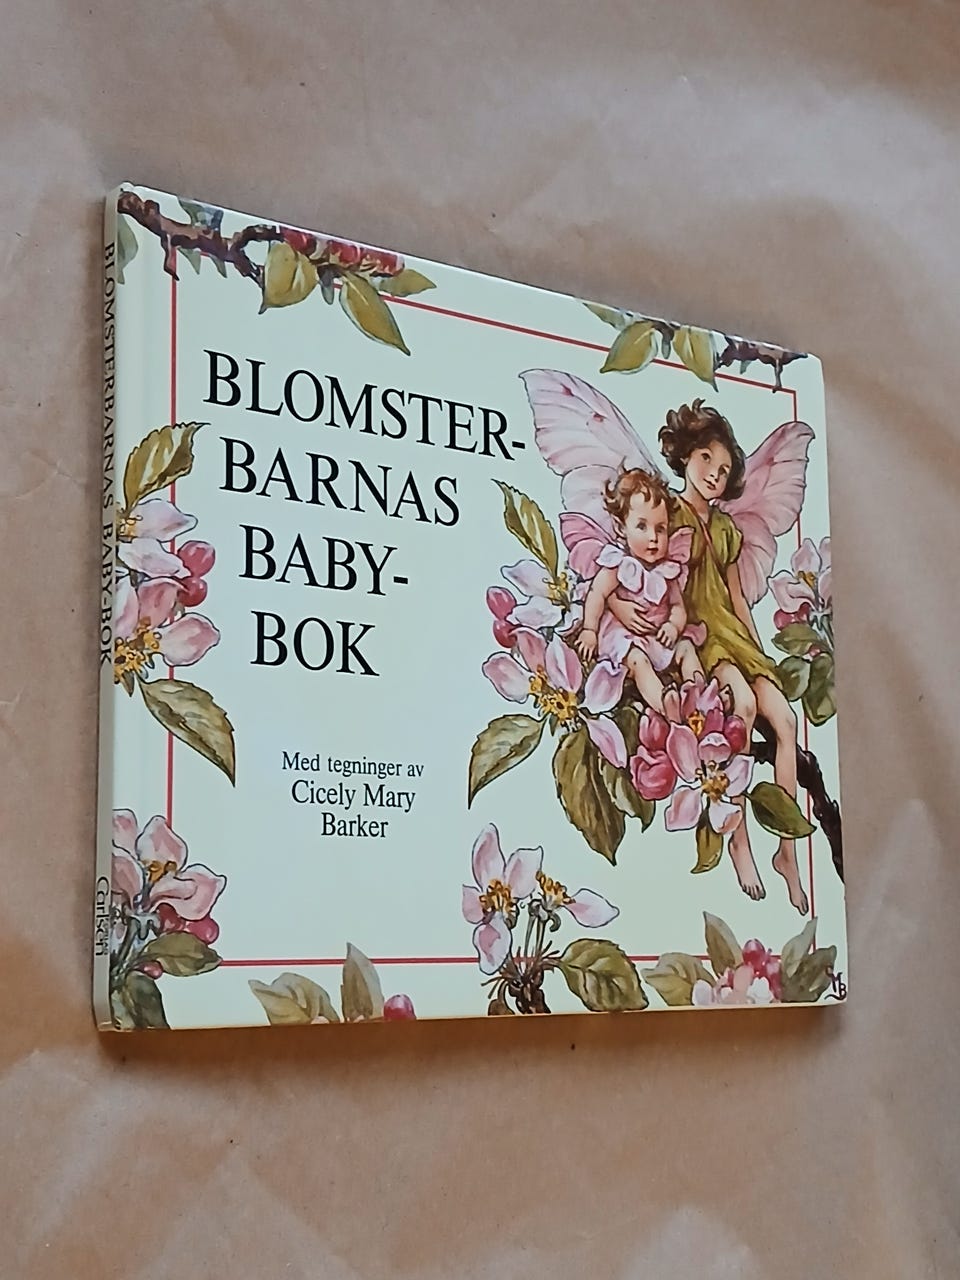 BLOMSTER-
BARNAS
BABY-
BOK
Med tegninger av
Cicely Mary
Barker
BLOMSTERBARNAS BABY-BOK
Carlsen